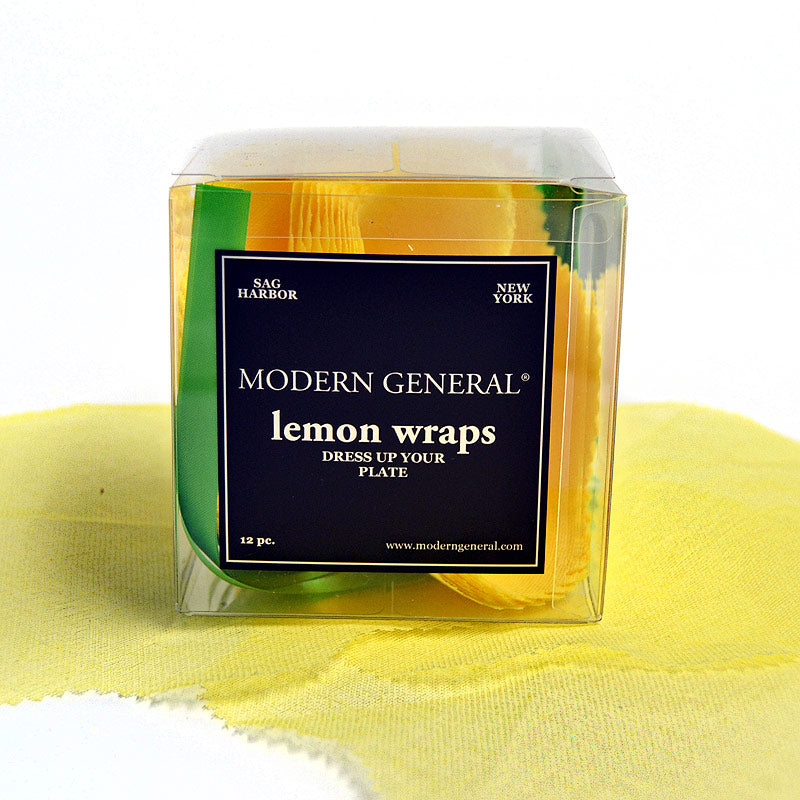 SAG
HARBOR
NEW
YORK
MODERN GENERAL®
lemon wraps
DRESS UP YOUR
PLATE
12 pc.
www.moderngeneral.com